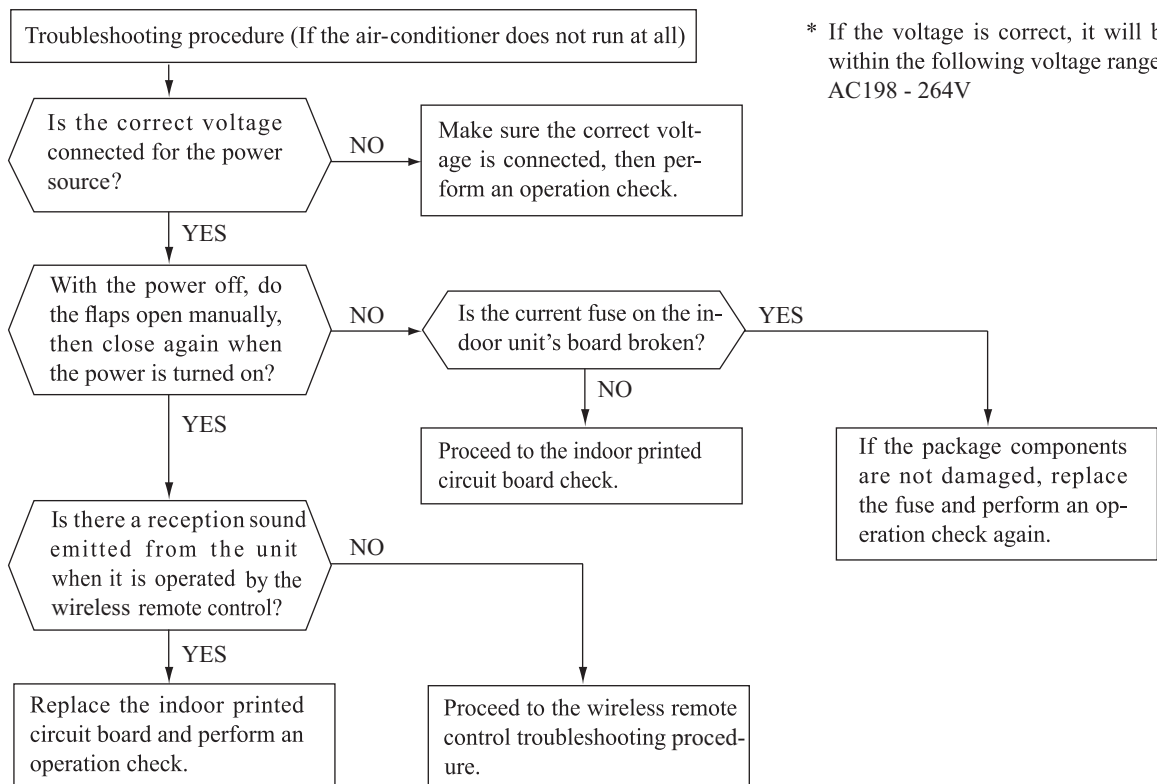 Troubleshooting procedure (If the air-conditioner does not run at all)
* If the voltage is correct, it will b
within the following voltage range
AC198 - 264V
Is the correct voltage
connected for the power
source?
NO
Make sure the correct volt-
age is connected, then per-
form an operation check.
YES
With the power off, do
the flaps open manually,
then close again when
the power is turned on?
NO
Is the current fuse on the in-
door unit's board broken?
YES
NO
YES
Proceed to the indoor printed
circuit board check.
If the package components
are not damaged, replace
the fuse and perform an op-
eration check again.
Is there a reception sound
emitted from the unit
when it is operated by the
wireless remote control?
NO
YES
Replace the indoor printed
circuit board and perform an
operation check.
Proceed to the wireless remote
control troubleshooting proced-
ure.